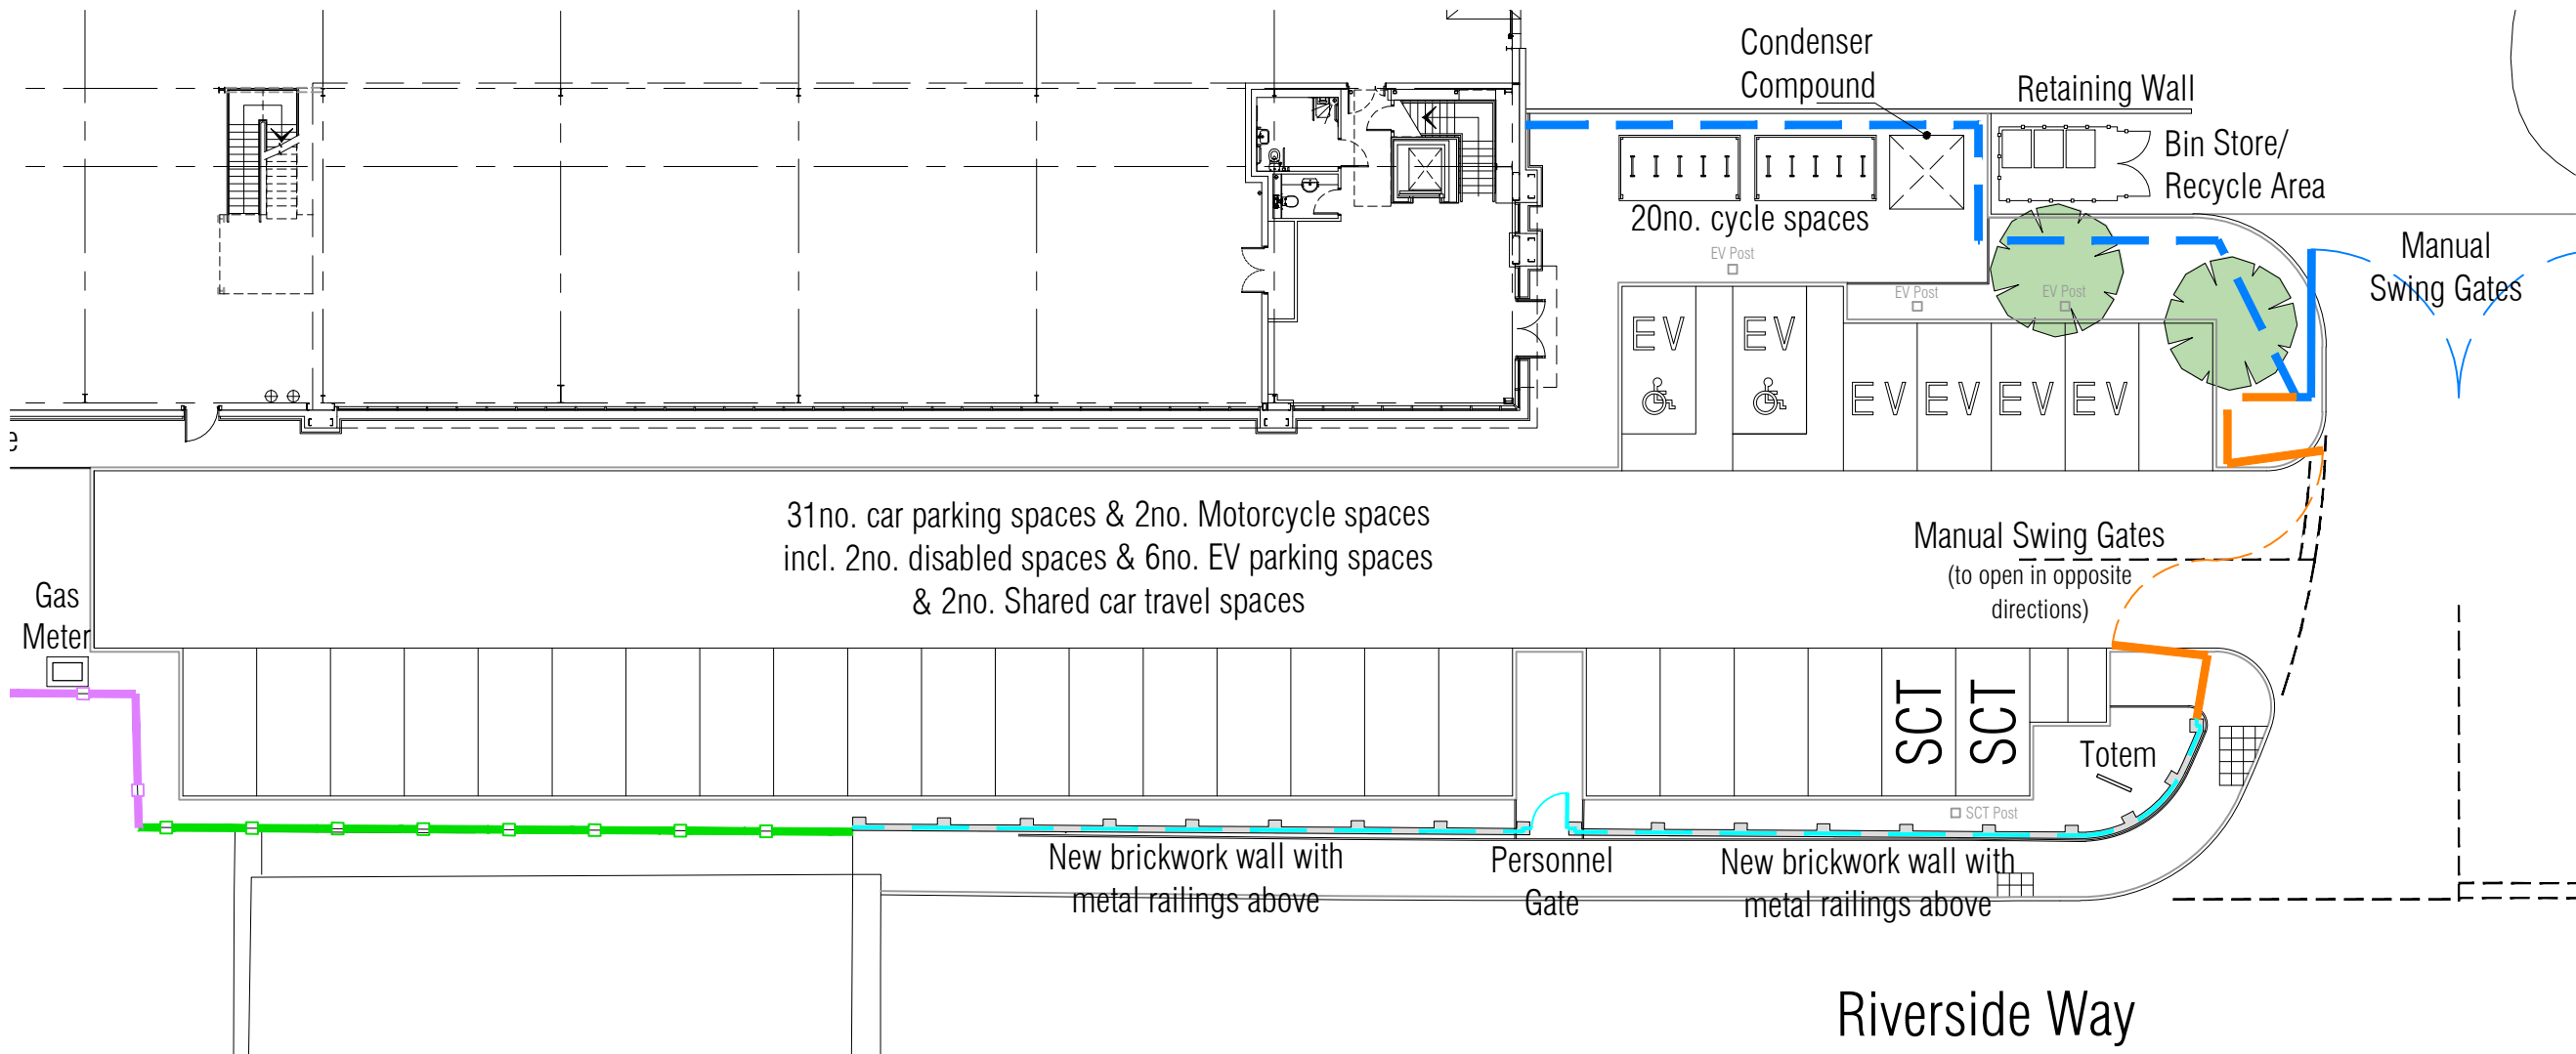 Condenser
Compound
Retaining Wall
Bin Store/
Recycle Area
20no. cycle spaces
Manual
Swing Gates
EV Post
EV Post
EV Post
EV
EV
EV
EV
EV
EV
e
31no. car parking spaces & 2no. Motorcycle spaces
incl. 2no. disabled spaces & 6no. EV parking spaces
& 2no. Shared car travel spaces
Manual Swing Gates
(to open in opposite
directions)
Gas
Meter
SCT
SCT
Totem
SCT Post
New brickwork wall with
metal railings above
Personnel
Gate
New brickwork wall with
metal railings above
Riverside Way